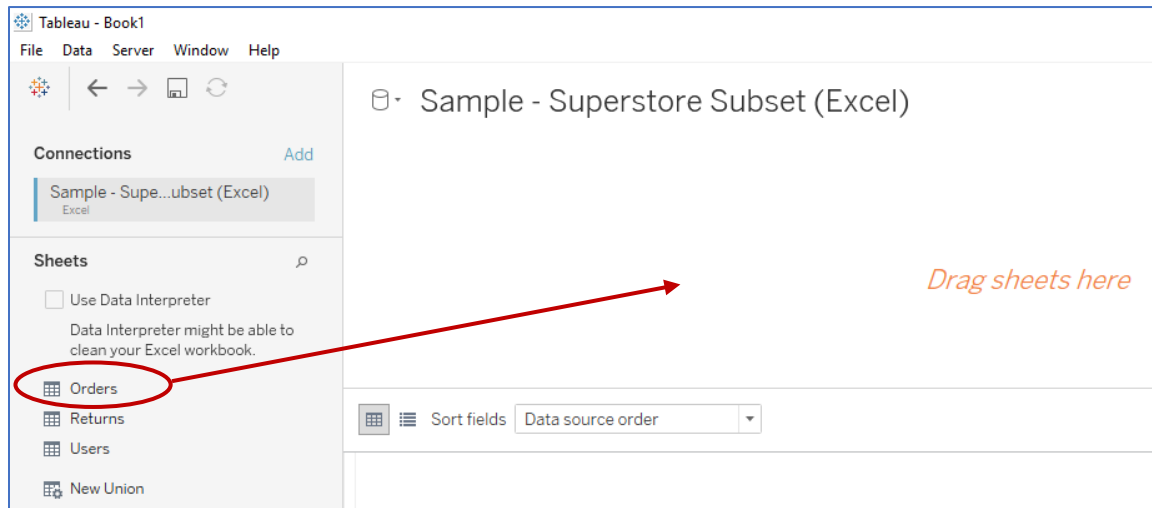 Tableau - Book1
File Data Server Window Help
Sample - Superstore Subset (Excel)
Connections Add
Sample - Supe...ubset (Excel)
Excel
Sheets
Use Data Interpreter
Data Interpreter might be able to
clean your Excel workbook.
Orders
Returns
Users
New Union
Drag sheets here
Sort fields Data source order